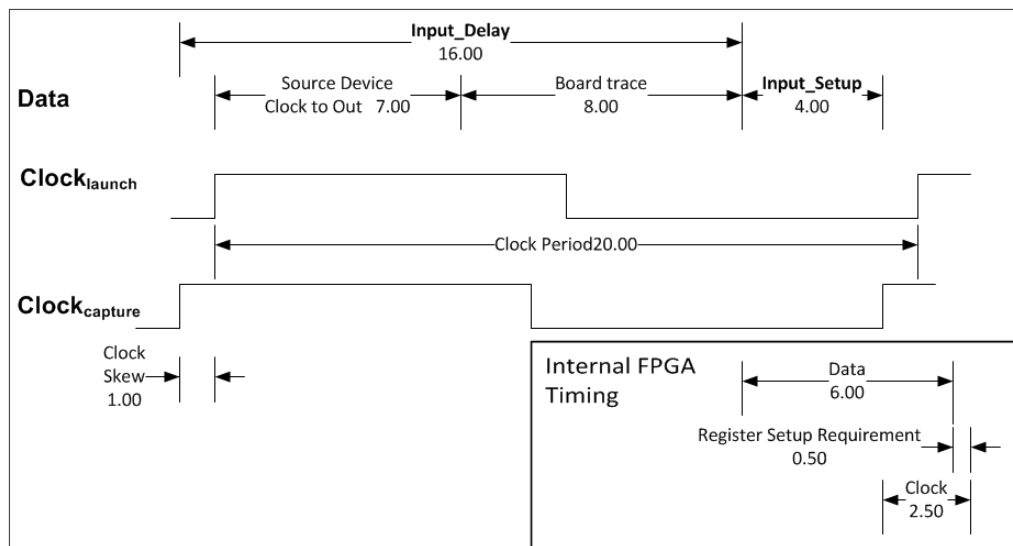 Input_Delay
16.00
Source Device
Clock to Out 7.00
Board trace
8.00
Input_Setup
4.00
Data
Clocklaunch
Clock Period20.00
Clockcapture
Clock
Skew
1.00
Internal FPGA
Timing
Data
6.00
Register Setup Requirement
0.50
Clock
2.50